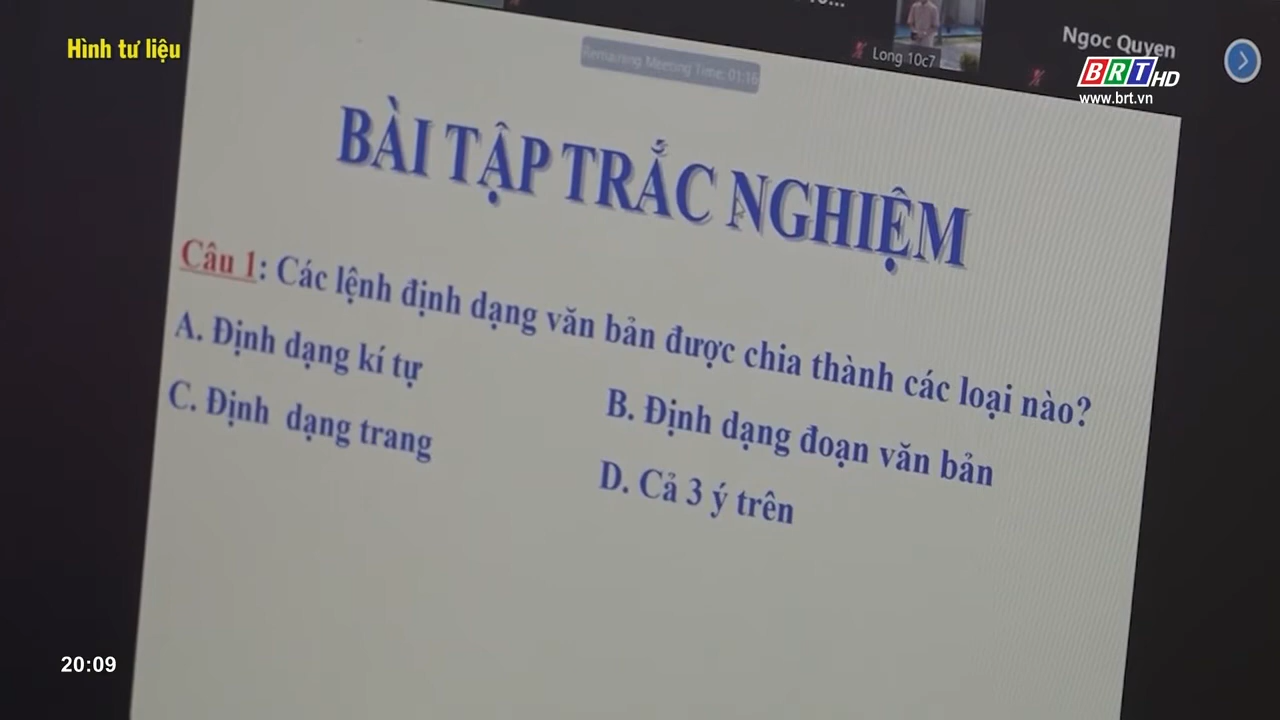 Hình tư liệu
Long 10c7
Ngoc Quyen
BRT HD
www.brt.vn
Remaining Meeting Time: 01:16
BÀI TẬP TRẮC NGHIỆM
Câu 1: Các lệnh định dạng văn bản được chia thành các loại nào?
A. Định dạng kí tự
B. Định dạng đoạn văn bản
C. Định dạng trang
D. Cả 3 ý trên
20:09